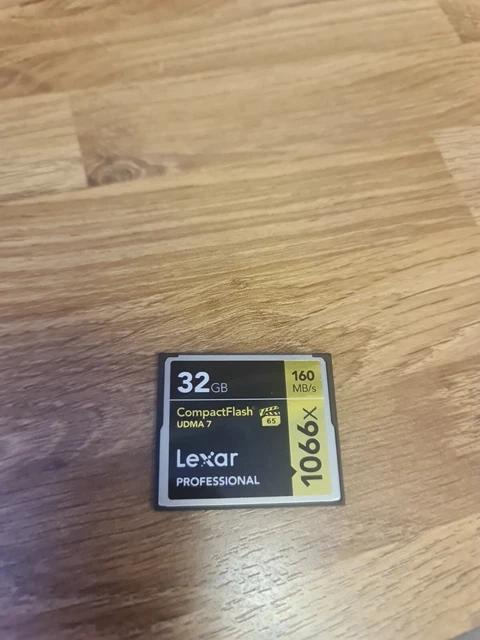 32GB
160
MB/s
CompactFlash
UDMA 7
65
1066x
Lexar
PROFESSIONAL